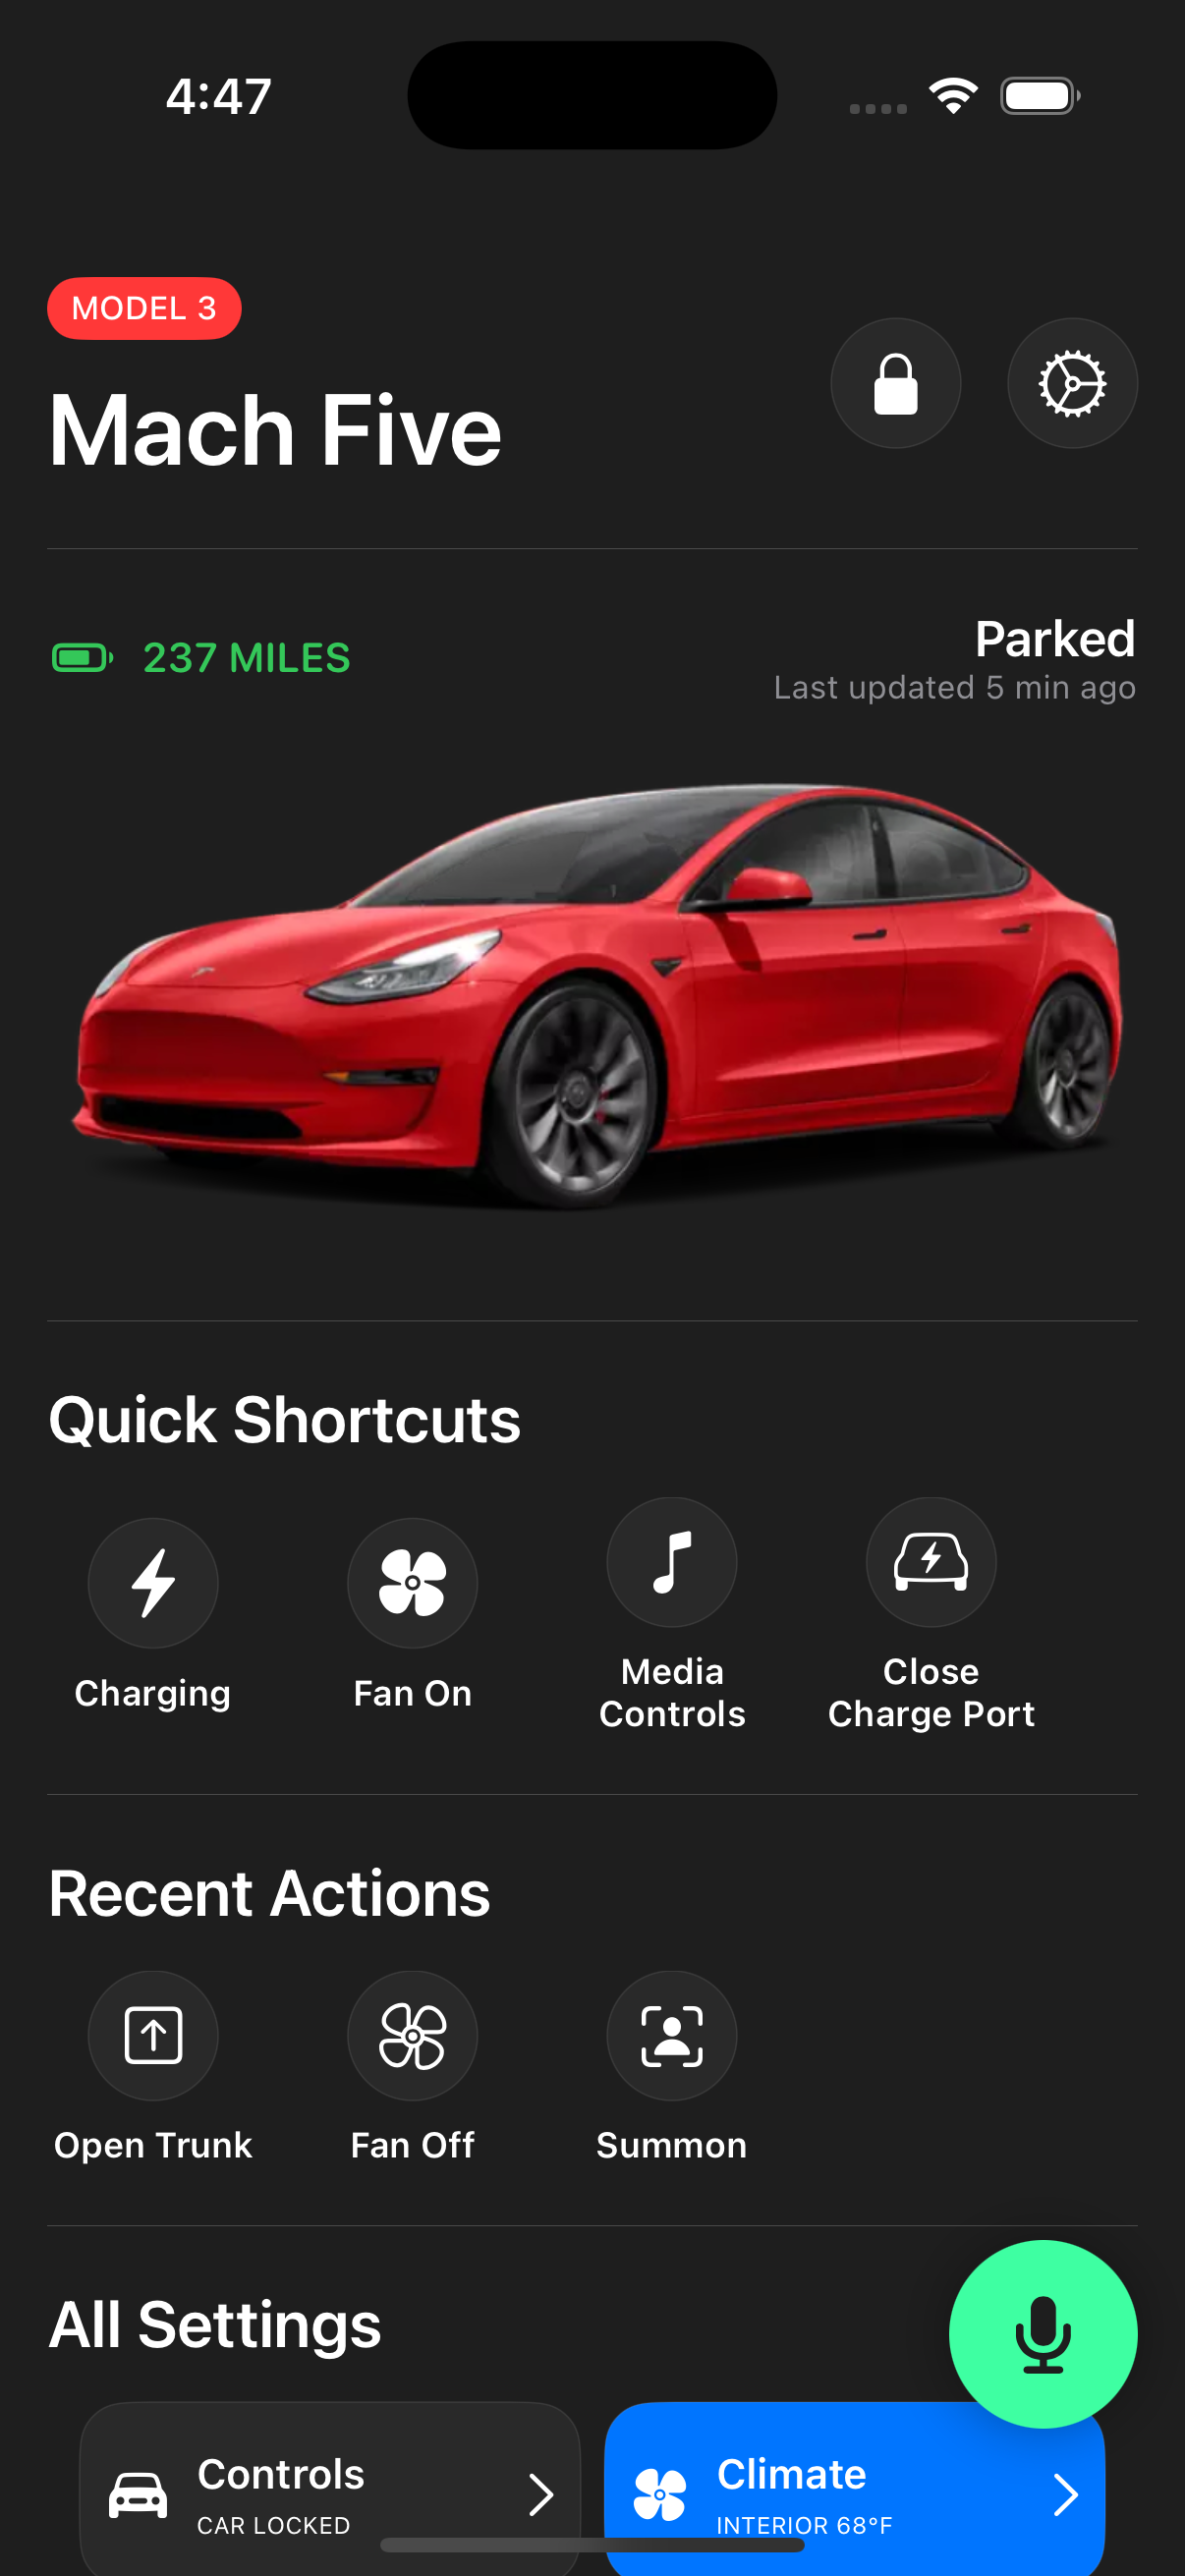 4:47
MODEL 3
Mach Five
237 MILES
Parked
Last updated 5 min ago
Quick Shortcuts
Charging
Fan On
Media
Controls
Close
Charge Port
Recent Actions
Open Trunk
Fan Off
Summon
All Settings
Controls
CAR LOCKED
Climate
INTERIOR 68°F